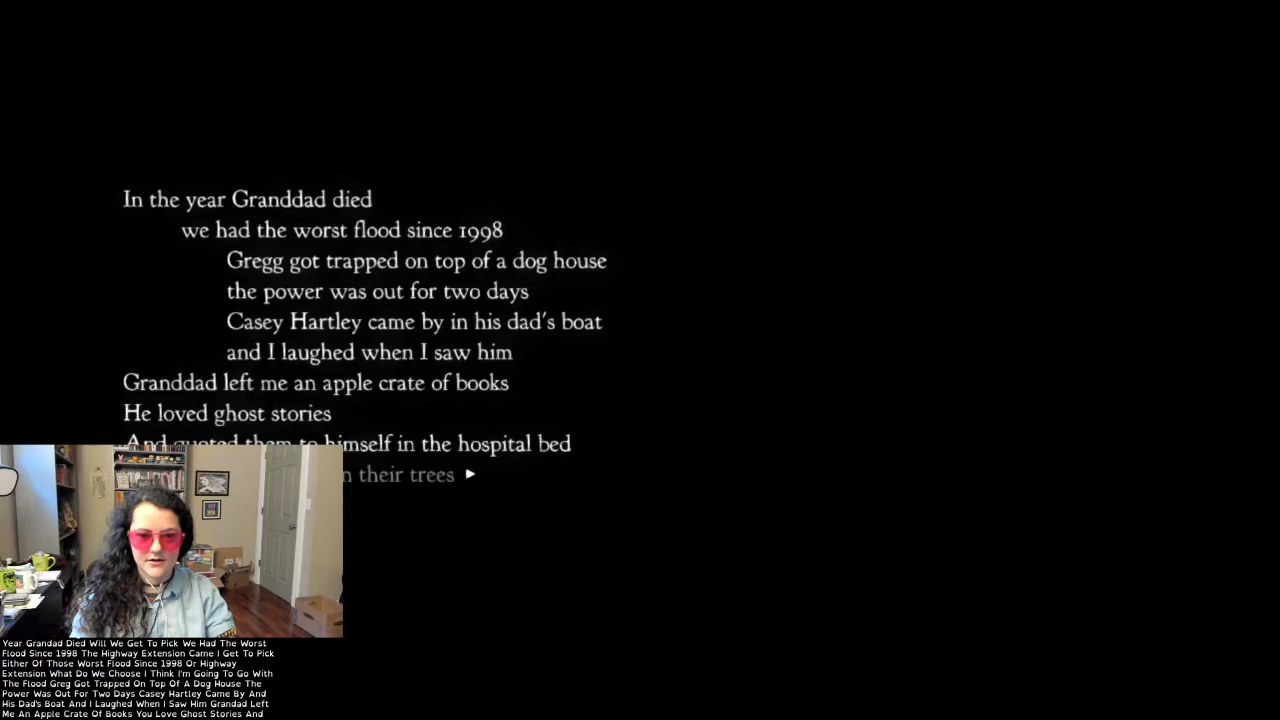 In the year Granddad died
we had the worst flood since 1998
Gregg got trapped on top of a dog house
the power was out for two days
Casey Hartley came by in his dad's boat
and I laughed when I saw him
Granddad left me an apple crate of books
He loved ghost stories
And quoted them to himself in the hospital bed
their trees
Year Grandad Died Will We Get To Pick We Had The Worst
Flood Since 1998 The Highway Extension Came I Get To Pick
Either Of Those Worst Flood Since 1998 Or Highway
Extension What Do We Choose I Think I'm Going To Go With
The Flood Greg Got Trapped On Top Of A Dog House The
Power Was Out For Two Days Casey Hartley Came By And
His Dad's Boat And I Laughed When I Saw Him Grandad Left
Me An Apple Crate Of Books You Love Ghost Stories And